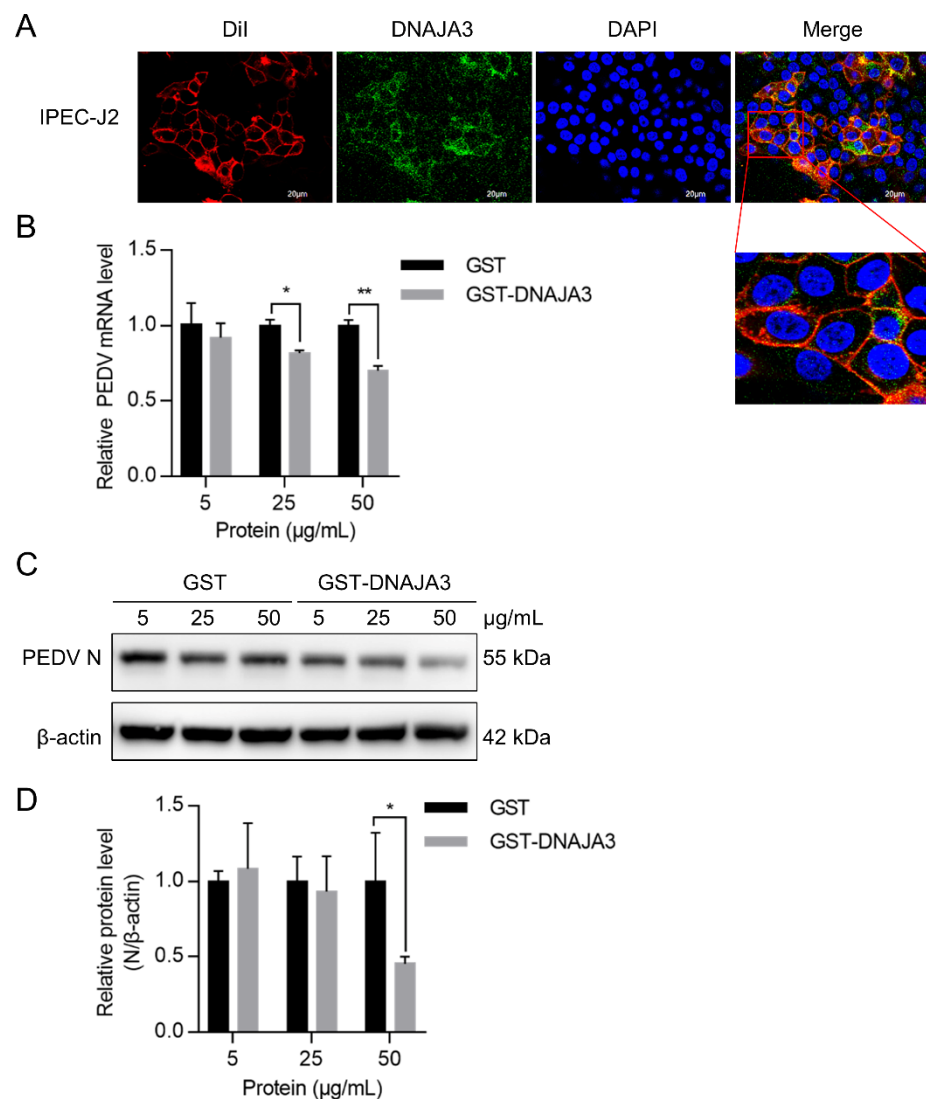 A
DiI DNAJA3 DAPI Merge
IPEC-J2
20μm 20μm 20μm 20μm
B
Relative PEDV mRNA level
1.5
1.0
0.5
0.0
5 25 50
Protein (μg/mL)
* **
GST
GST-DNAJA3
C
GST GST-DNAJA3
5 25 50 5 25 50 μg/mL
PEDV N 55 kDa
β-actin 42 kDa
D
Relative protein level
(N/β-actin)
1.5
1.0
0.5
0.0
5 25 50
Protein (μg/mL)
*
GST
GST-DNAJA3